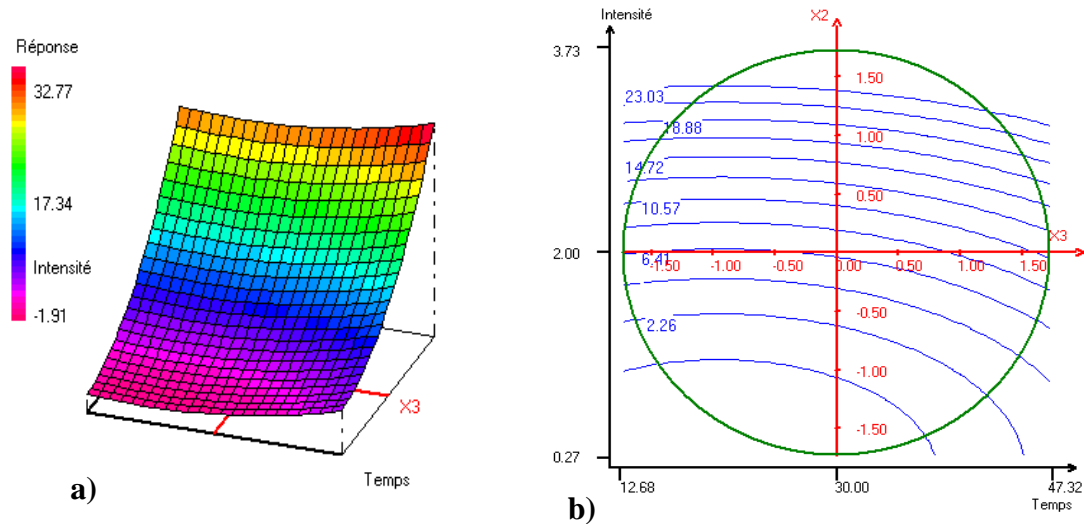 Réponse
32.77
17.34
Intensité
-1.91
X3
Temps
a)
Intensité
X2
3.73
1.50
23.03
18.88
1.00
14.72
0.50
10.57
X3
2.00
6.41
-1.50
-1.00
-0.50
0.00
0.50
1.00
1.50
-0.50
2.26
-1.00
-1.50
0.27
12.68
30.00
47.32
Temps
b)